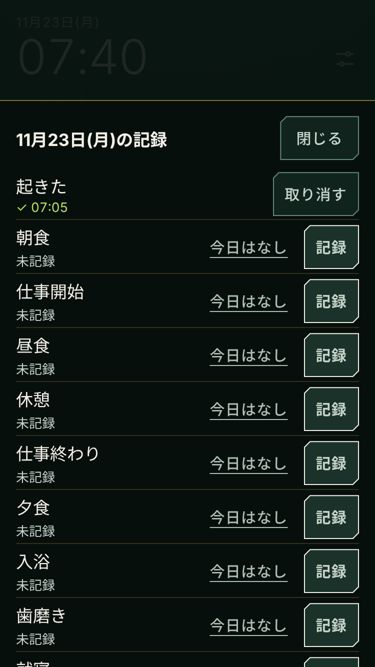 11月23日(月)
07:40
11月23日(月)の記録
閉じる
起きた
✓ 07:05
取り消す
朝食
未記録
今日はなし
記録
仕事開始
未記録
今日はなし
記録
昼食
未記録
今日はなし
記録
休憩
未記録
今日はなし
記録
仕事終わり
未記録
今日はなし
記録
夕食
未記録
今日はなし
記録
入浴
未記録
今日はなし
記録
歯磨き
未記録
今日はなし
記録